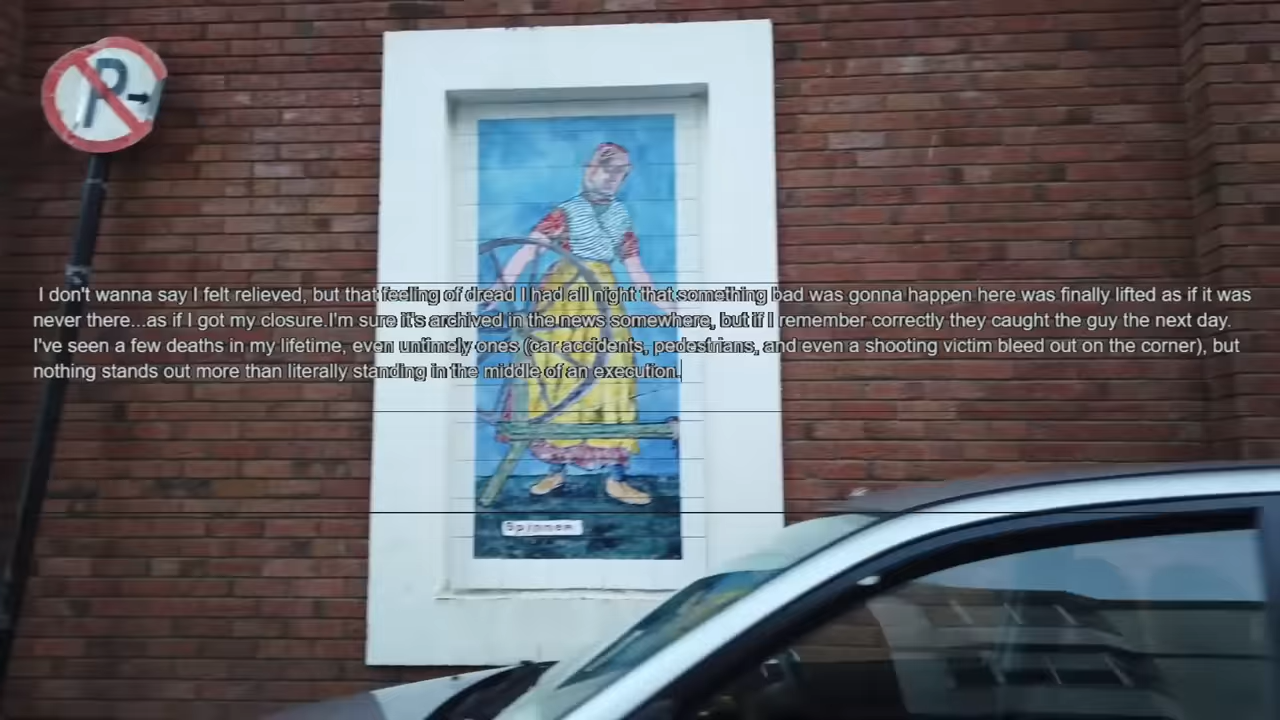 I don't wanna say I felt relieved, but that feeling of dread I had all night that something bad was gonna happen here was finally lifted as if it was
never there...as if I got my closure.I'm sure it's archived in the news somewhere, but if I remember correctly they caught the guy the next day.
I've seen a few deaths in my lifetime, even untimely ones (car accidents, pedestrians, and even a shooting victim bleed out on the corner), but
nothing stands out more than literally standing in the middle of an execution.
P
Spinner